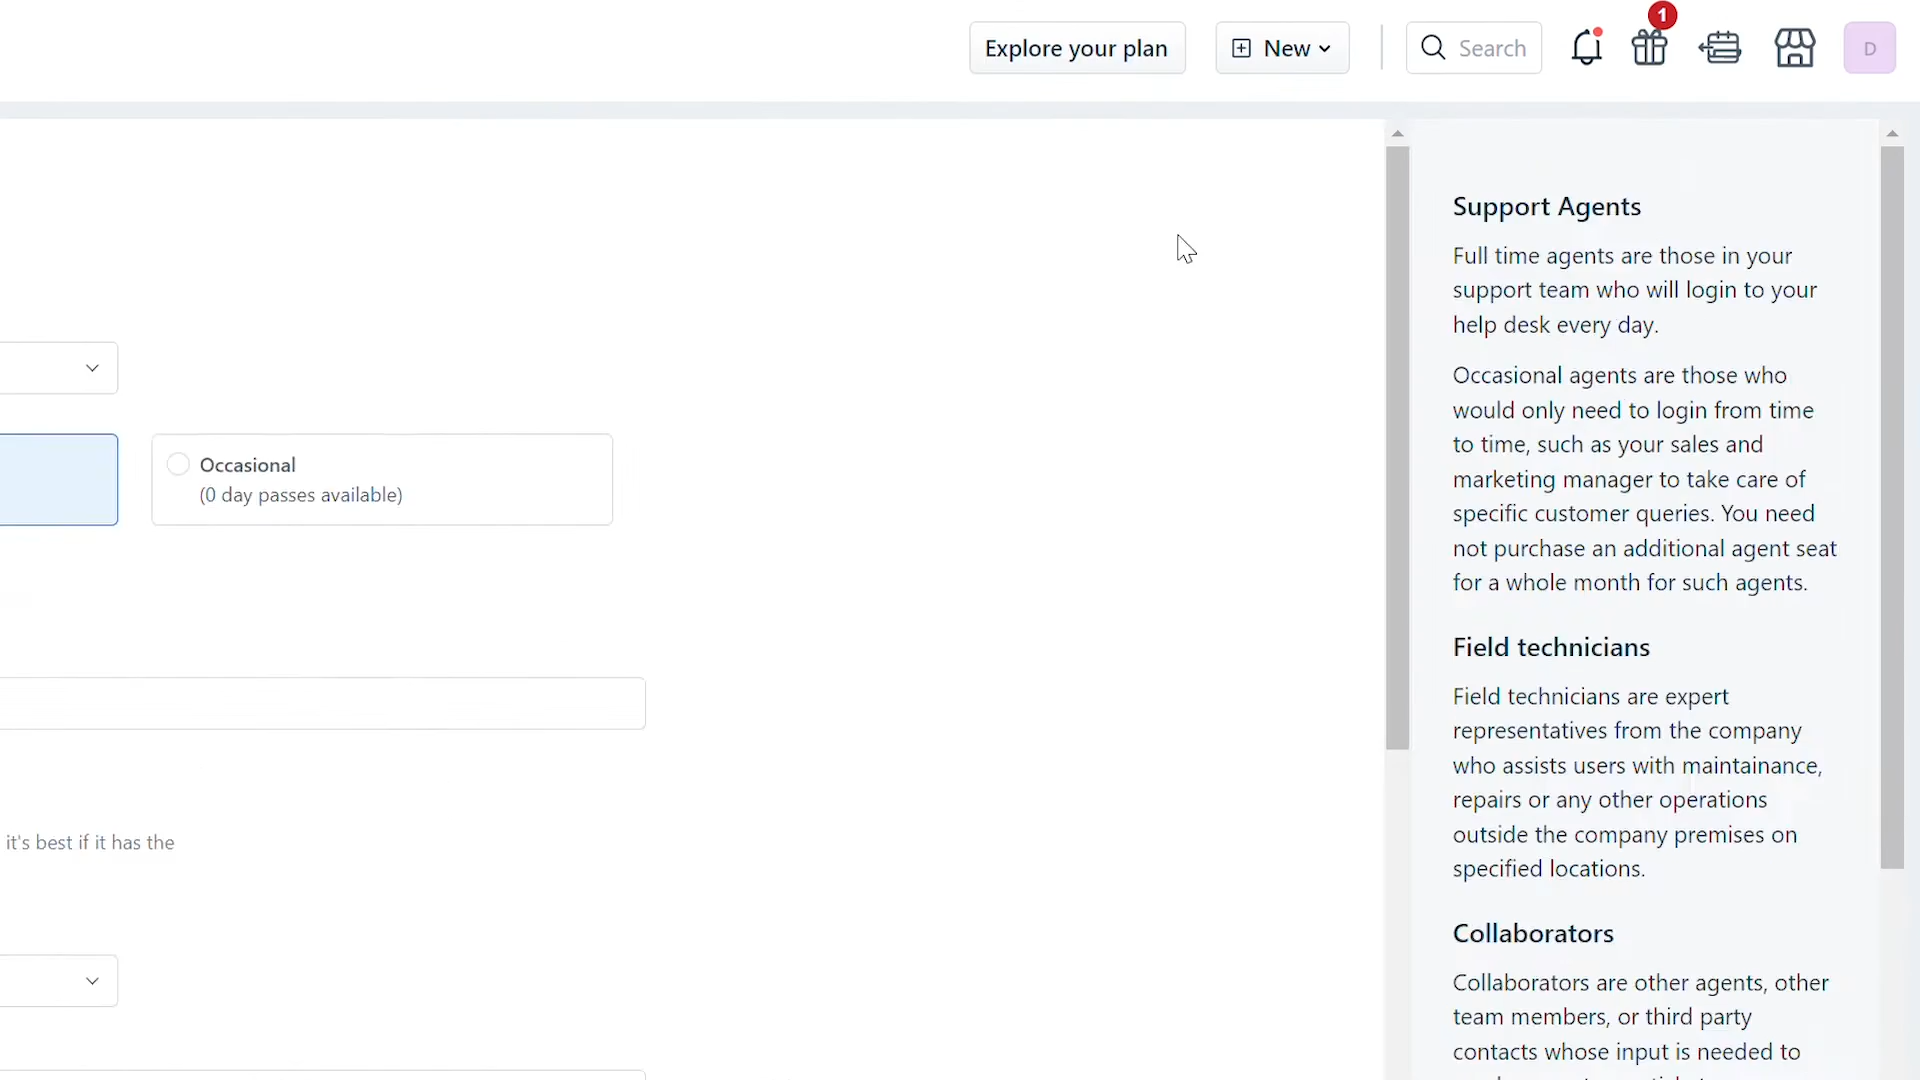 Explore your plan
New
Search
1
D
Occasional
(0 day passes available)
it's best if it has the
Support Agents
Full time agents are those in your
support team who will login to your
help desk every day.
Occasional agents are those who
would only need to login from time
to time, such as your sales and
marketing manager to take care of
specific customer queries. You need
not purchase an additional agent seat
for a whole month for such agents.
Field technicians
Field technicians are expert
representatives from the company
who assists users with maintainance,
repairs or any other operations
outside the company premises on
specified locations.
Collaborators
Collaborators are other agents, other
team members, or third party
contacts whose input is needed to